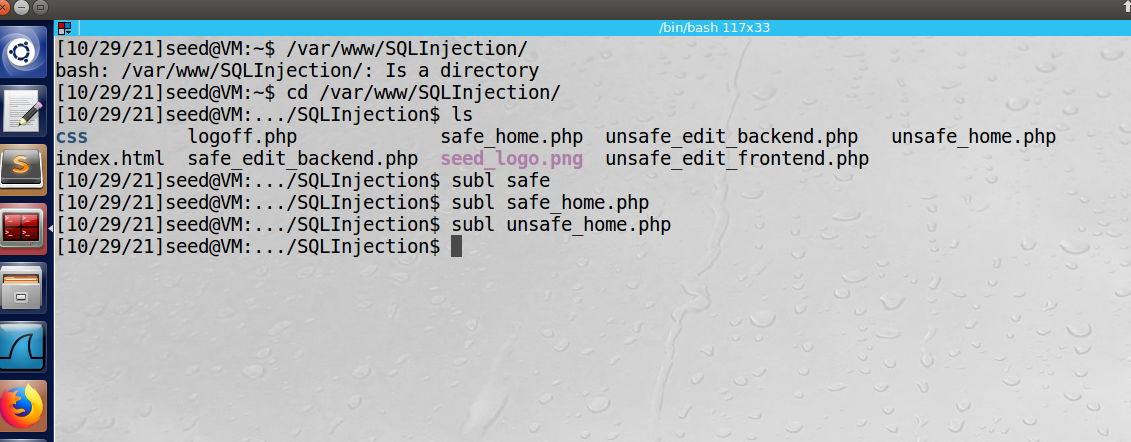 /bin/bash 117x33
[10/29/21]seed@VM:~$ /var/www/SQLInjection/
bash: /var/www/SQLInjection/: Is a directory
[10/29/21]seed@VM:~$ cd /var/www/SQLInjection/
[10/29/21]seed@VM:.../SQLInjection$ ls
css         logoff.php             safe_home.php  unsafe_edit_backend.php   unsafe_home.php
index.html  safe_edit_backend.php  seed_logo.png  unsafe_edit_frontend.php
[10/29/21]seed@VM:.../SQLInjection$ subl safe
[10/29/21]seed@VM:.../SQLInjection$ subl safe_home.php
[10/29/21]seed@VM:.../SQLInjection$ subl unsafe_home.php
[10/29/21]seed@VM:.../SQLInjection$